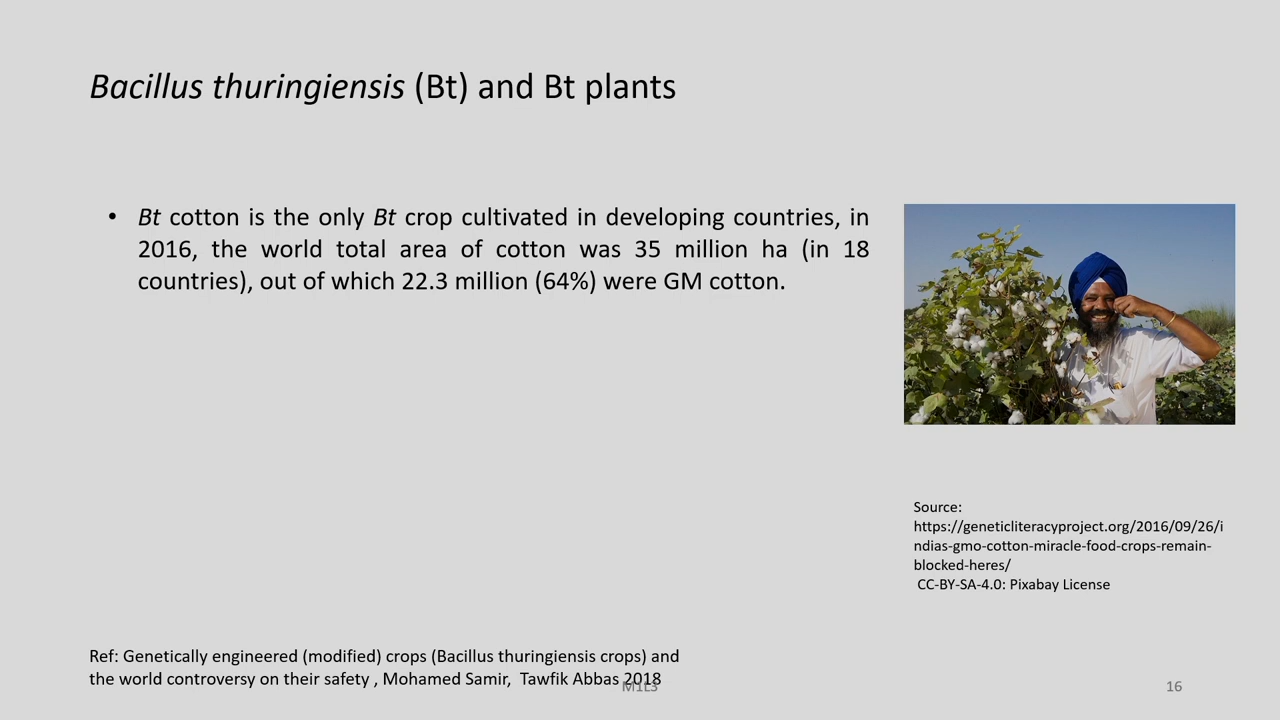 Bacillus thuringiensis (Bt) and Bt plants
• Bt cotton is the only Bt crop cultivated in developing countries, in
2016, the world total area of cotton was 35 million ha (in 18
countries), out of which 22.3 million (64%) were GM cotton.
Source:
https://geneticliteracyproject.org/2016/09/26/i
ndias-gmo-cotton-miracle-food-crops-remain-
blocked-heres/
CC-BY-SA-4.0: Pixabay License
Ref: Genetically engineered (modified) crops (Bacillus thuringiensis crops) and
the world controversy on their safety , Mohamed Samir, Tawfik Abbas 2018
M1L3
16